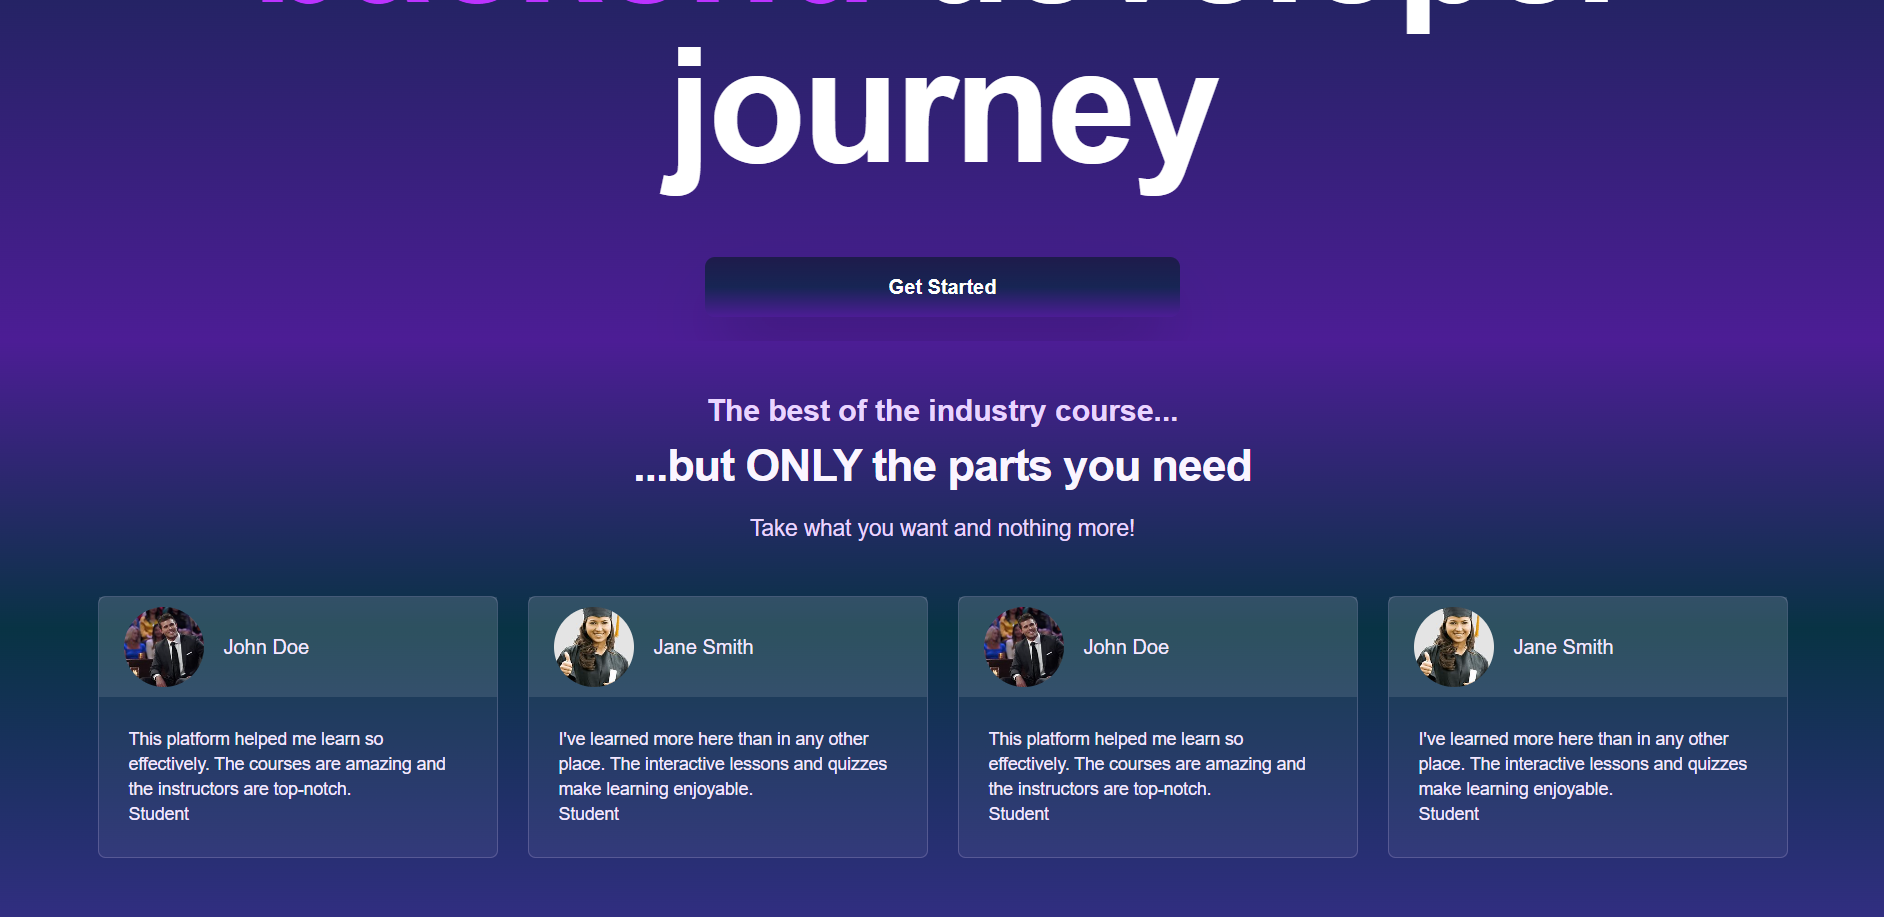 backend developer
journey
Get Started
The best of the industry course...
...but ONLY the parts you need
Take what you want and nothing more!
John Doe
This platform helped me learn so
effectively. The courses are amazing and
the instructors are top-notch.
Student
Jane Smith
I've learned more here than in any other
place. The interactive lessons and quizzes
make learning enjoyable.
Student
John Doe
This platform helped me learn so
effectively. The courses are amazing and
the instructors are top-notch.
Student
Jane Smith
I've learned more here than in any other
place. The interactive lessons and quizzes
make learning enjoyable.
Student